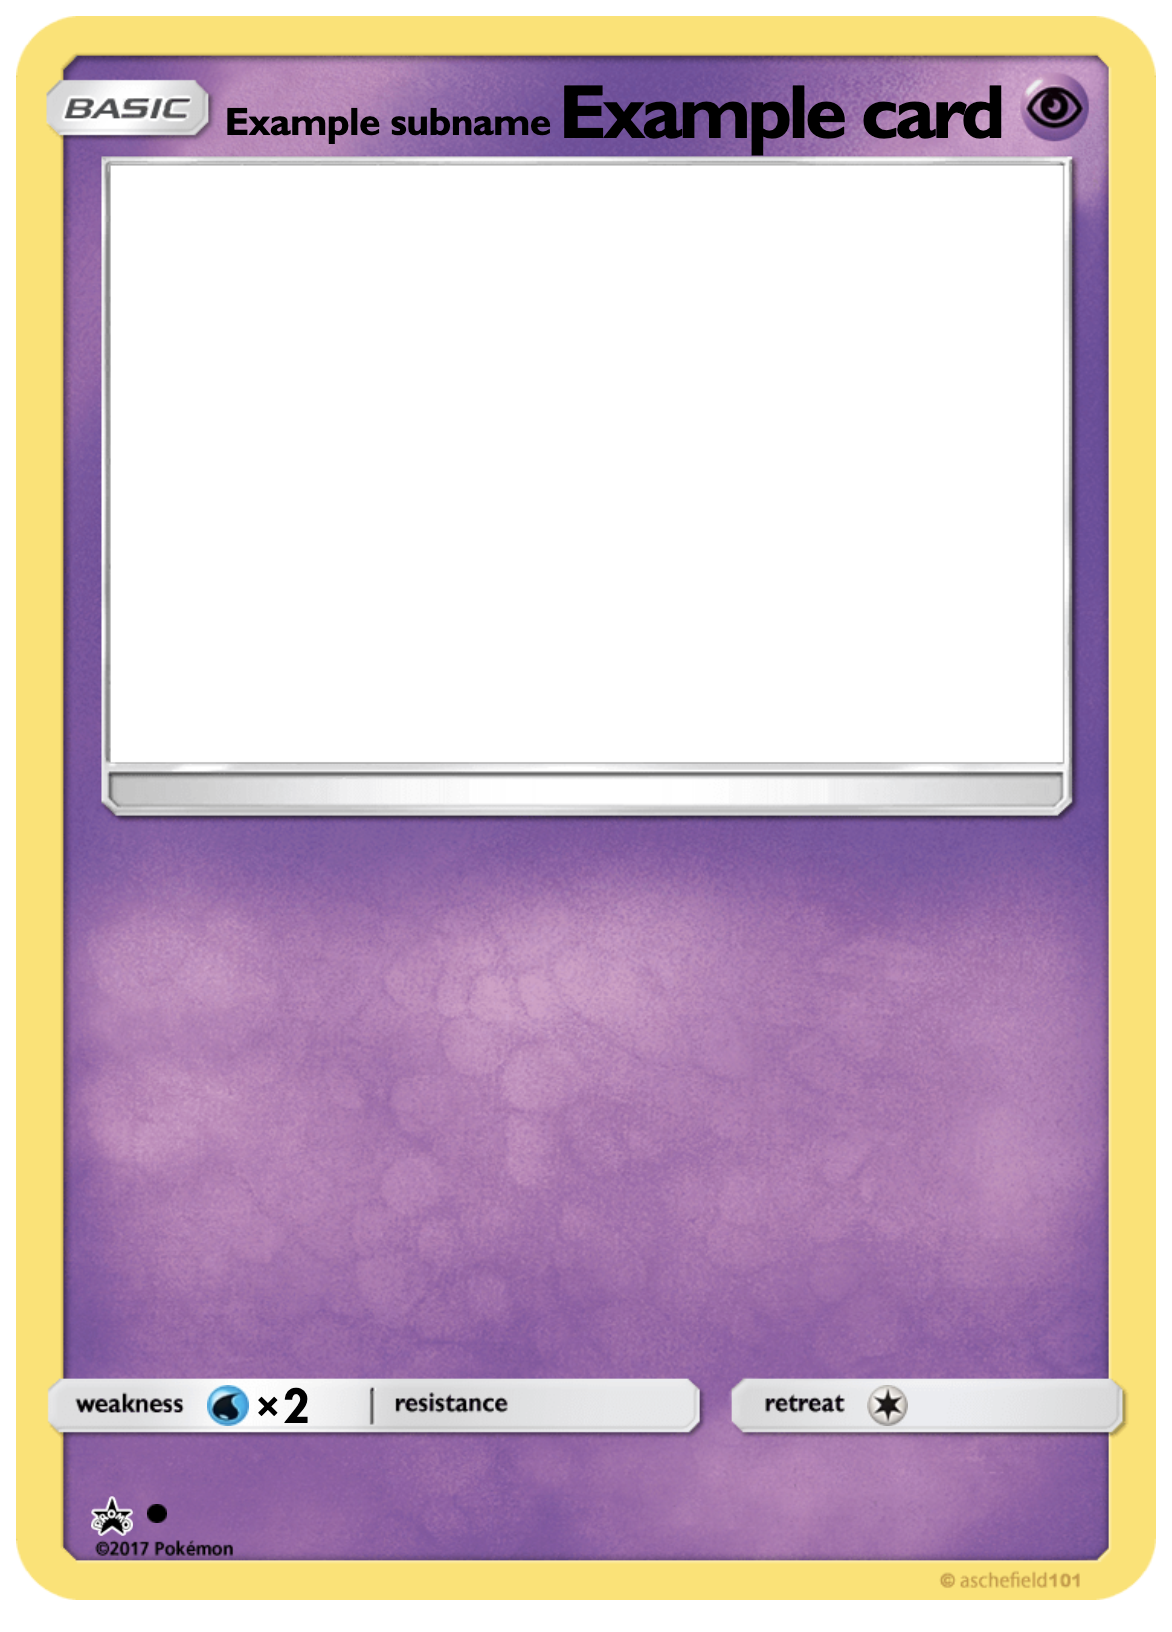 BASIC Example subname Example card
weakness ×2 resistance retreat
PROMO
©2017 Pokémon
© aschefield101